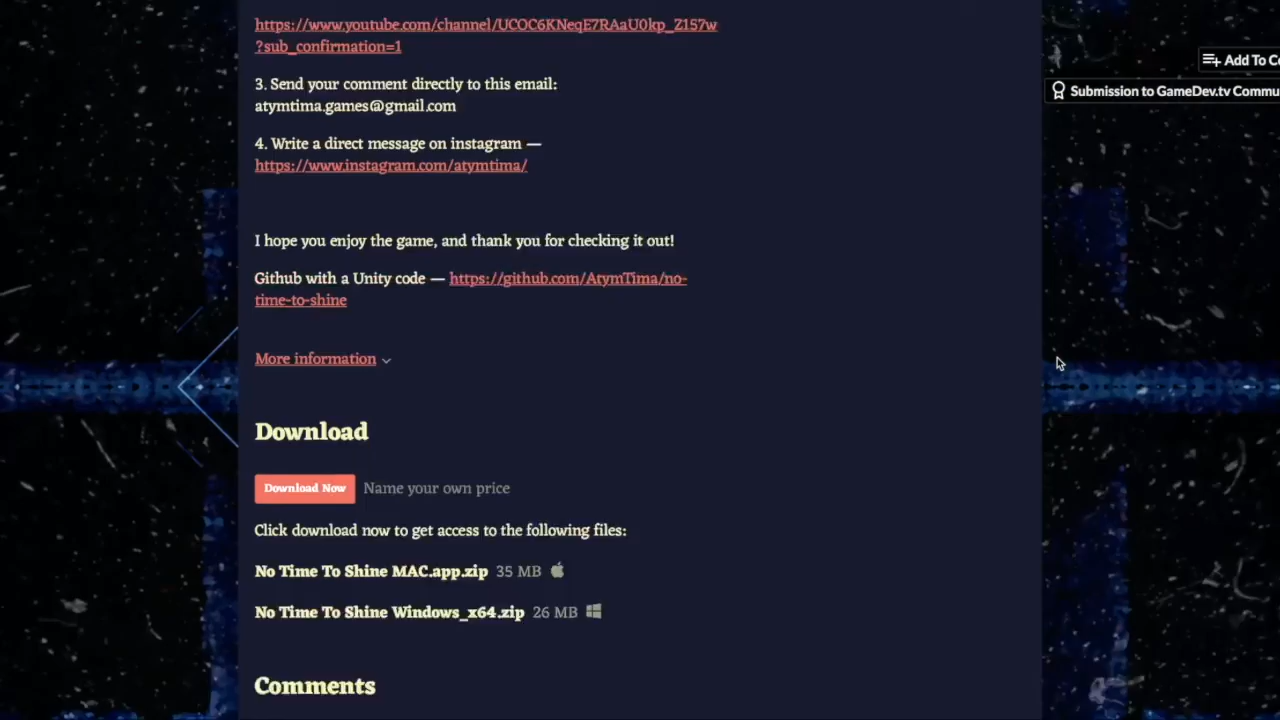 https://www.youtube.com/channel/UCOC6KNeqE7RAaU0kp_Z157w
?sub_confirmation=1
Add To Co
3. Send your comment directly to this email:
Submission to GameDev.tv Commu
atymtima.games@gmail.com
4. Write a direct message on instagram —
https://www.instagram.com/atymtima/
I hope you enjoy the game, and thank you for checking it out!
Github with a Unity code — https://github.com/AtymTima/no-
time-to-shine
More information
Download
Download Now Name your own price
Click download now to get access to the following files:
No Time To Shine MAC.app.zip 35 MB
No Time To Shine Windows_x64.zip 26 MB
Comments